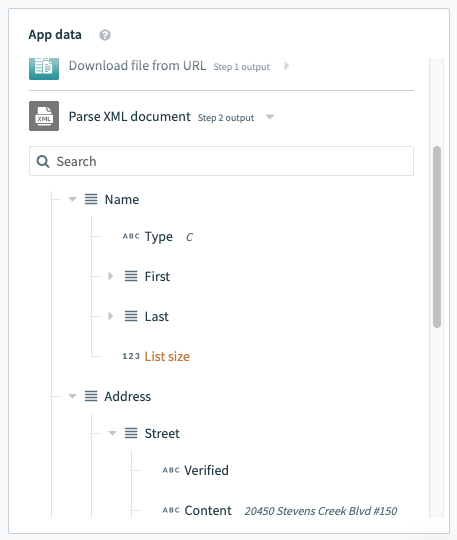 App data ?
Download file from URL Step 1 output
XML Parse XML document Step 2 output
Search
Name
ABC Type C
First
Last
123 List size
Address
Street
ABC Verified
ABC Content 20450 Stevens Creek Blvd #150